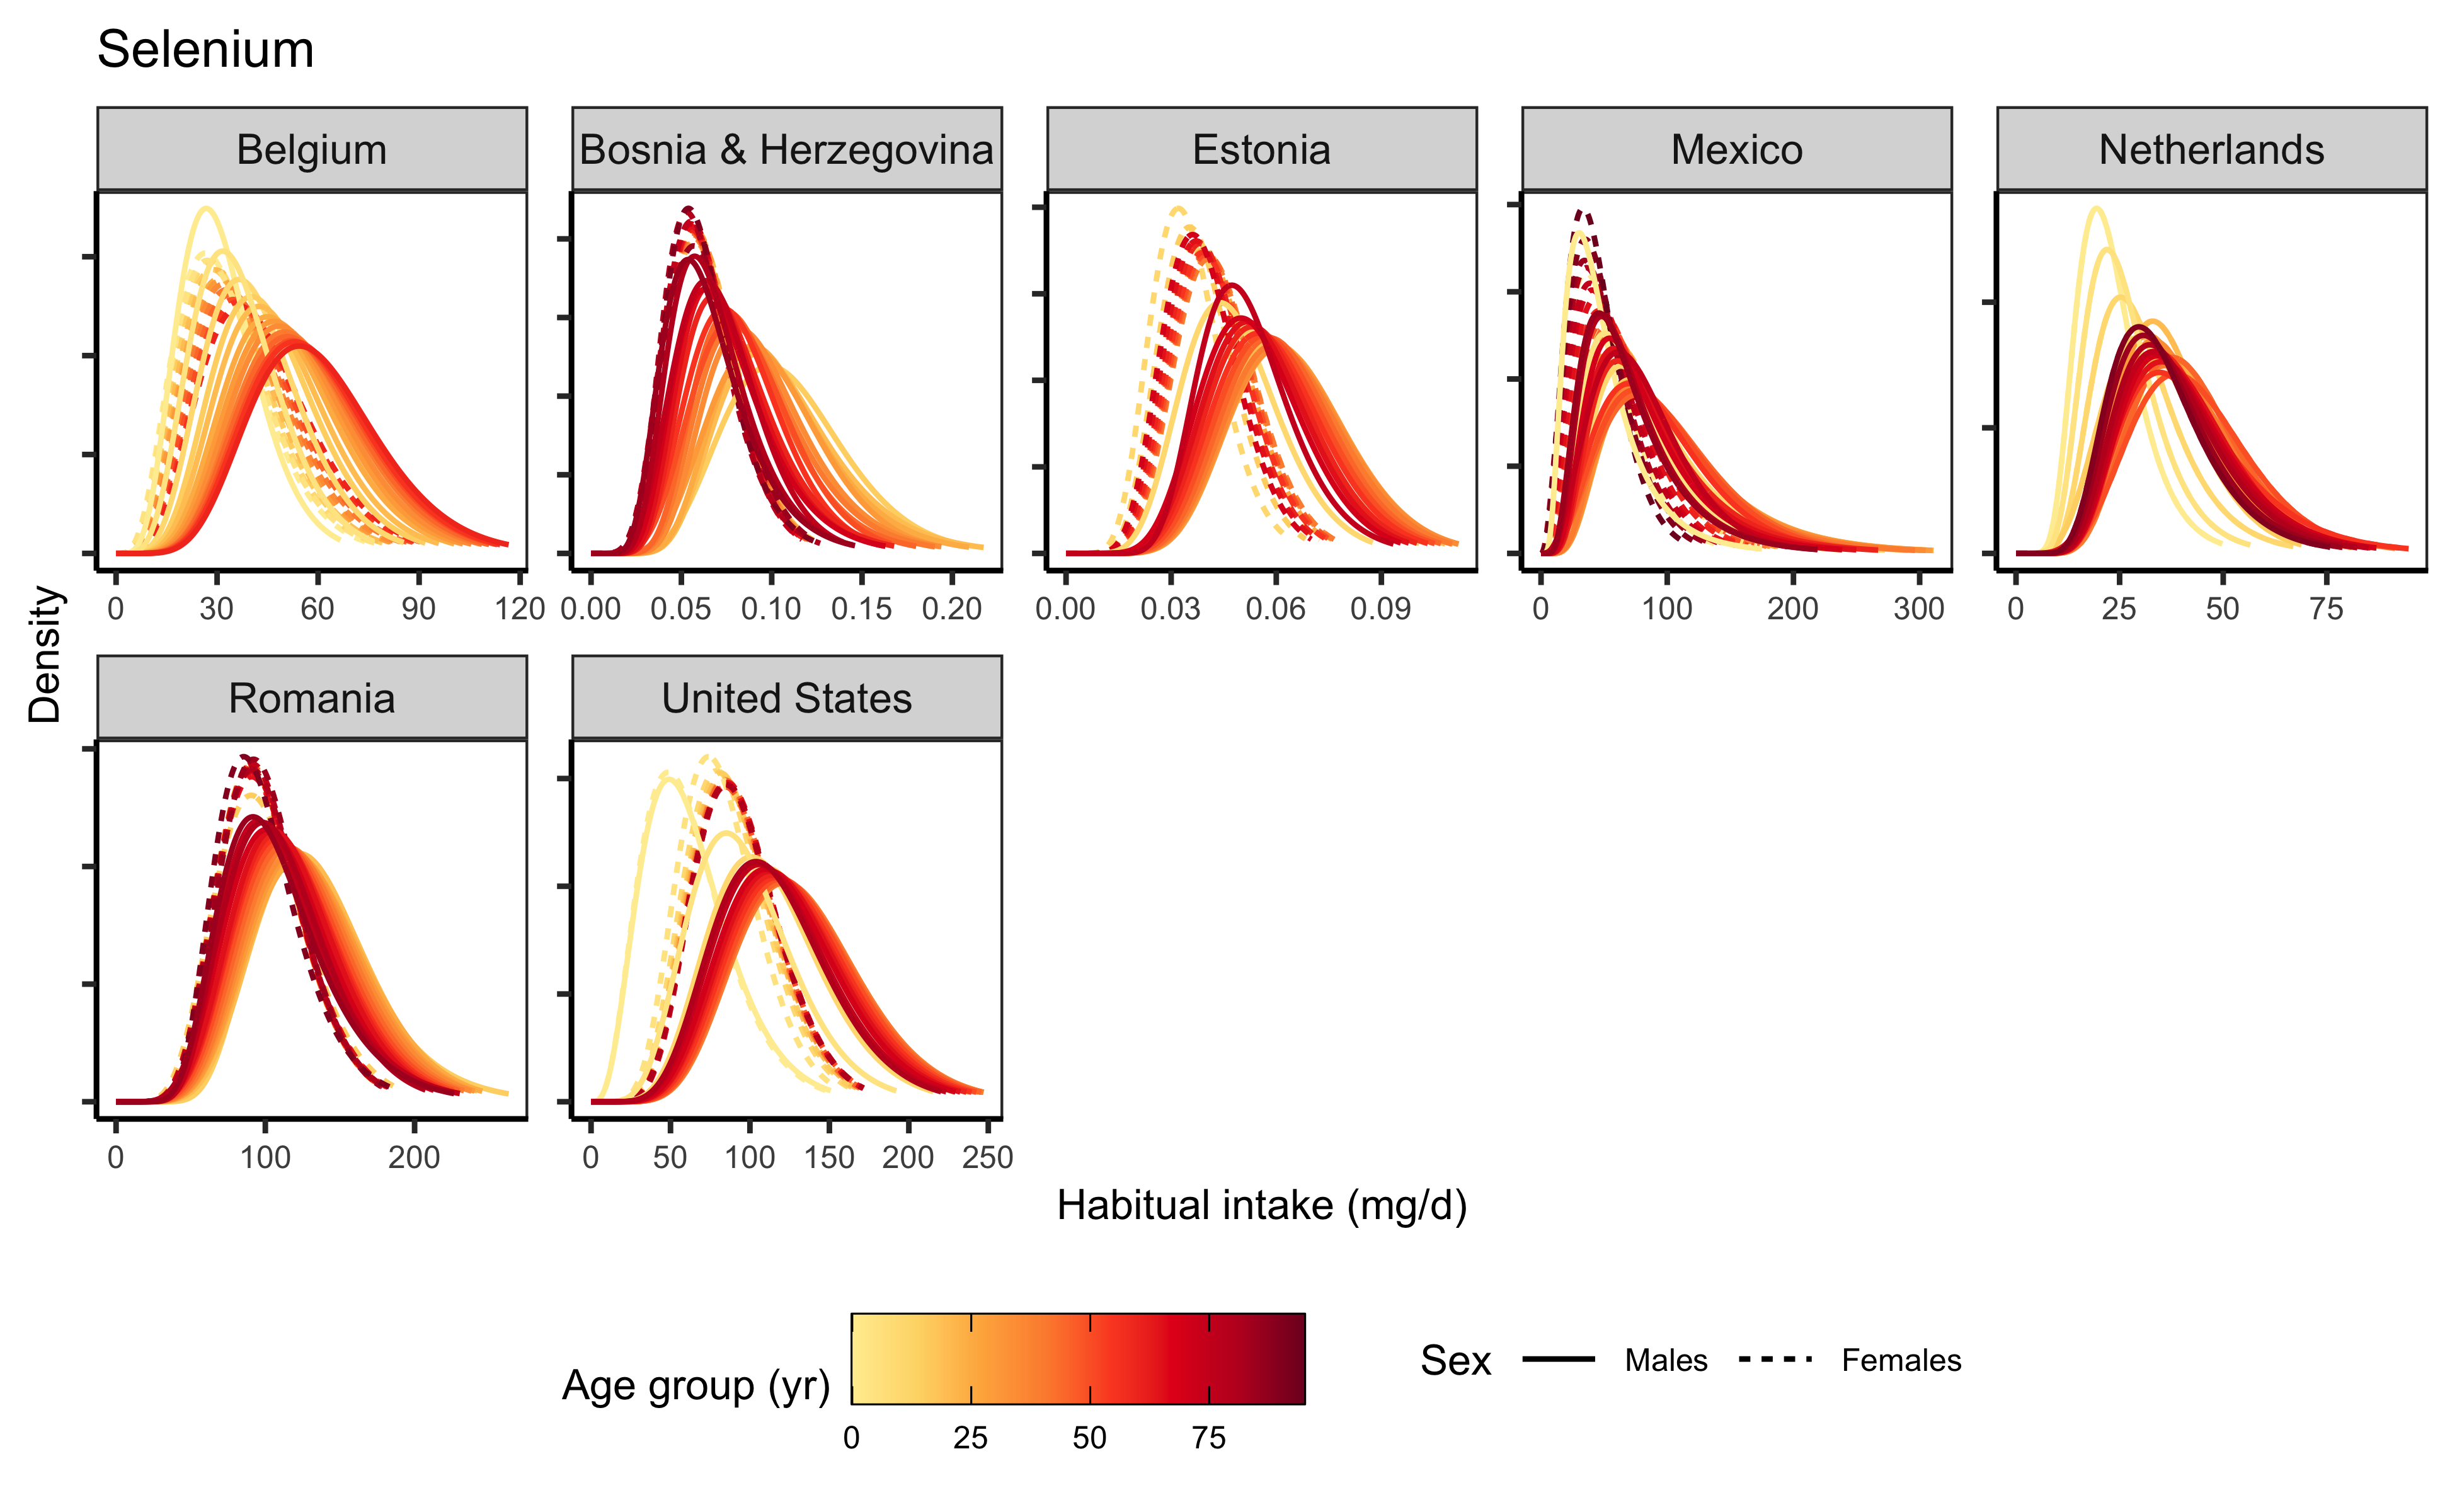 Selenium
Belgium
Bosnia & Herzegovina
Estonia
Mexico
Netherlands
0 30 60 90 120
0.00 0.05 0.10 0.15 0.20
0.00 0.03 0.06 0.09
0 100 200 300
0 25 50 75
Density
Romania
United States
0 100 200
0 50 100 150 200 250
Habitual intake (mg/d)
Age group (yr)
0 25 50 75
Sex
Males
Females